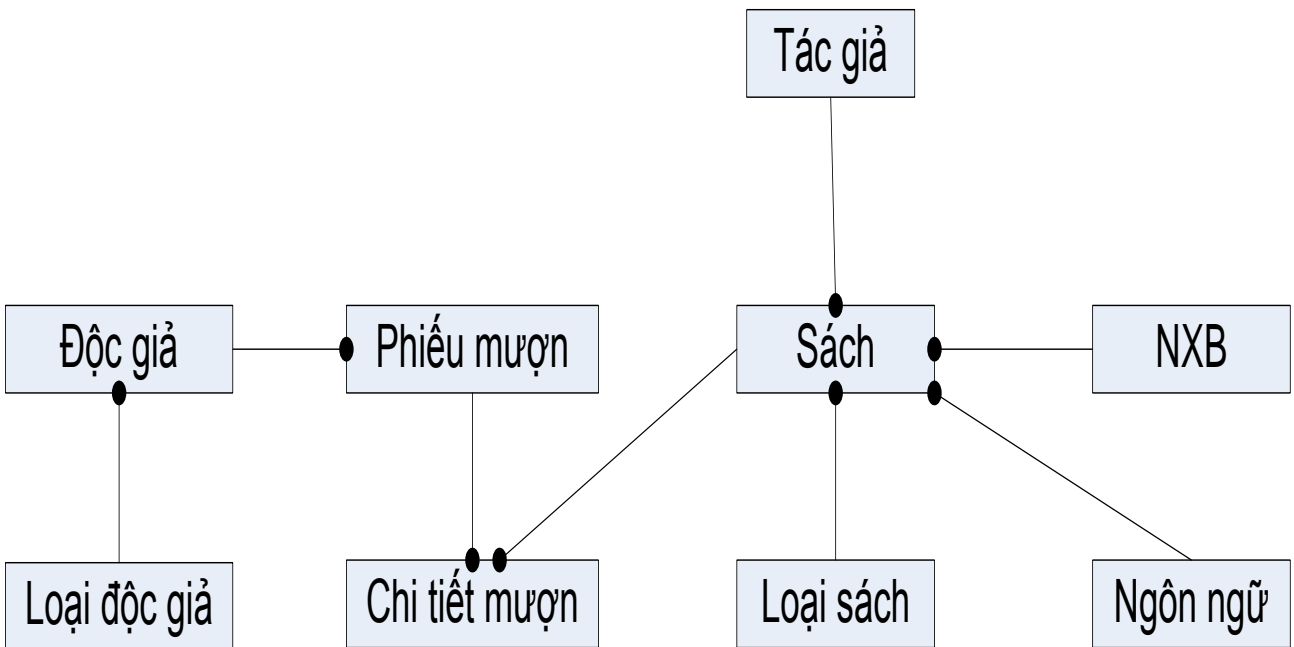 Tác giả
Độc giả
Phiếu mượn
Sách
NXB
Loại độc giả
Chi tiết mượn
Loại sách
Ngôn ngữ